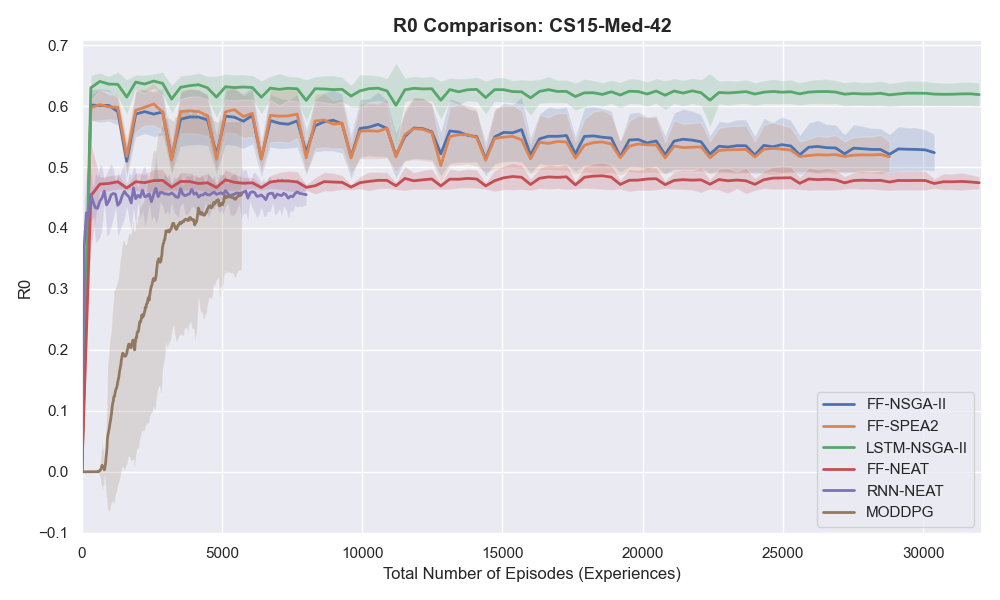 R0 Comparison: CS15-Med-42
0.7
0.6
0.5
0.4
0.3
0.2
0.1
0.0
−0.1
R0
0 5000 10000 15000 20000 25000 30000
Total Number of Episodes (Experiences)
FF-NSGA-II
FF-SPEA2
LSTM-NSGA-II
FF-NEAT
RNN-NEAT
MODDPG